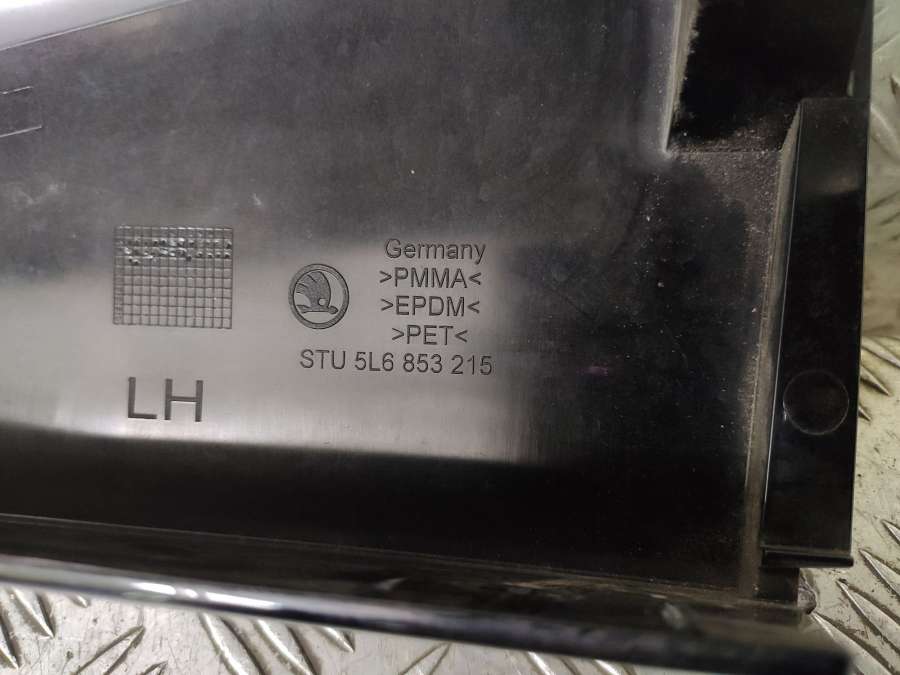 Germany
>PMMA<
>EPDM<
>PET<
STU 5L6 853 215
LH